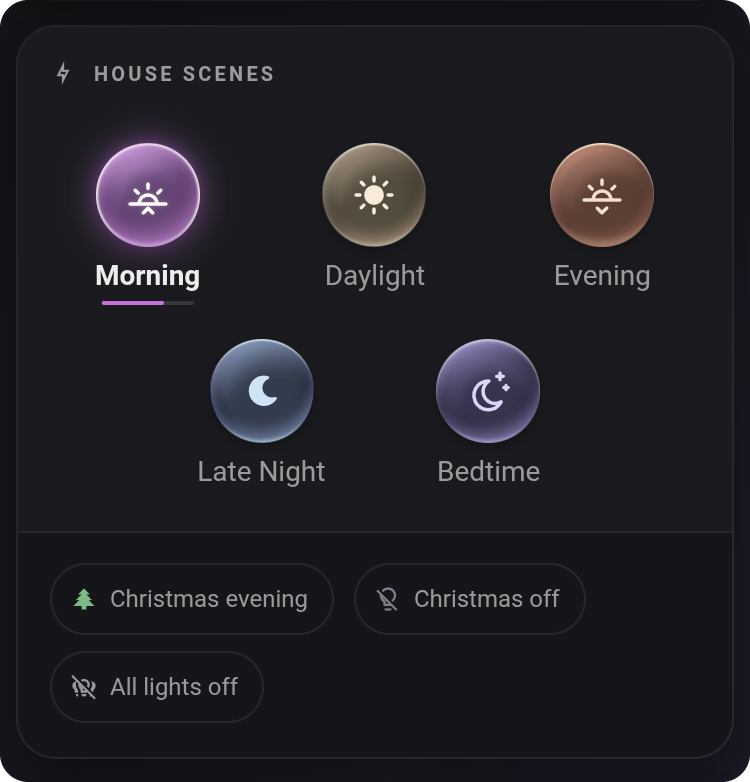 HOUSE SCENES
Morning
Daylight
Evening
Late Night
Bedtime
Christmas evening
Christmas off
All lights off